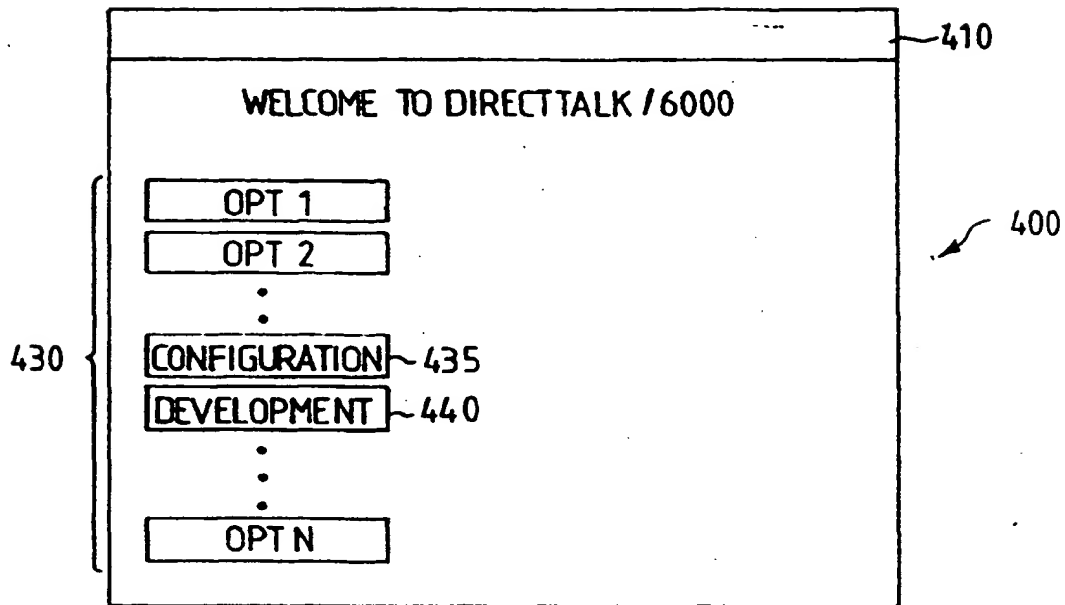 410
WELCOME TO DIRECTTALK/6000
OPT 1
OPT 2
400
430
CONFIGURATION 435
DEVELOPMENT 440
OPT N